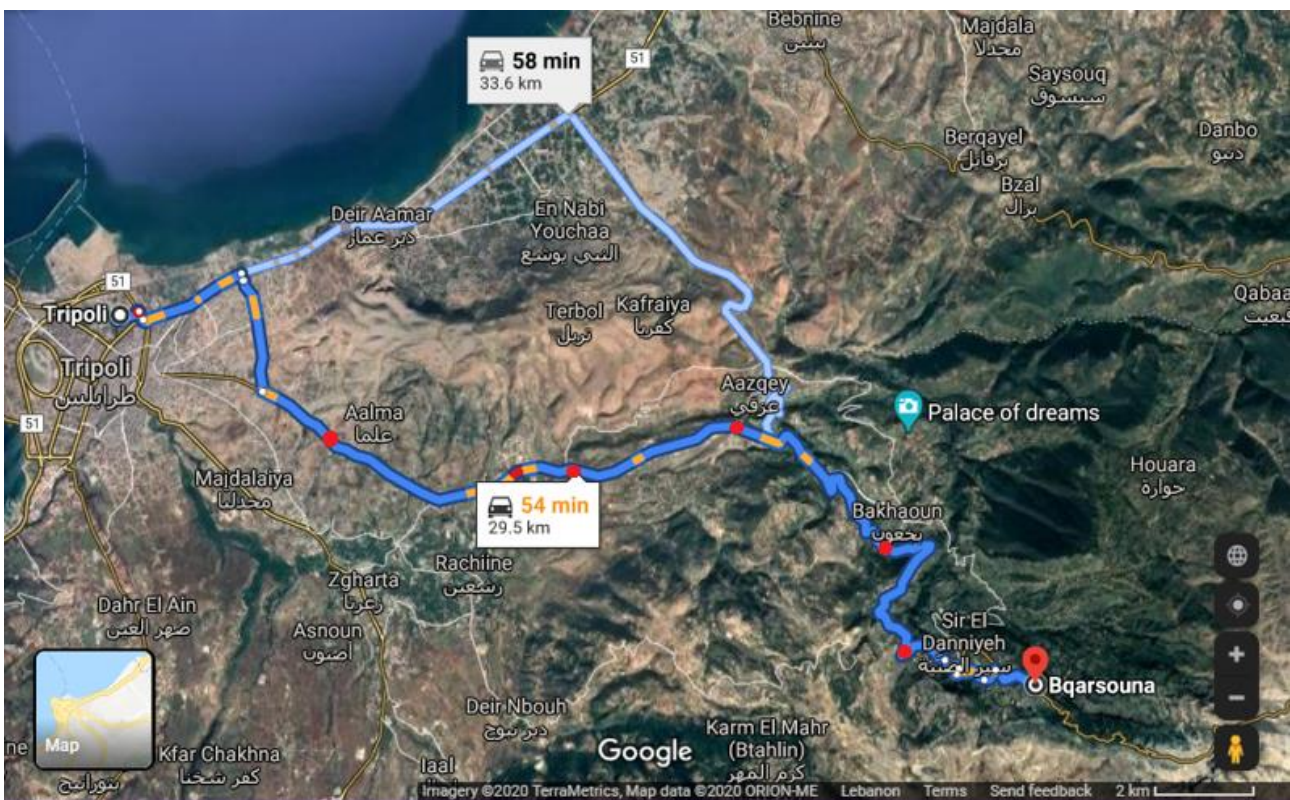 Bebnine
ببنين
Majdala
مجدلا
58 min
33.6 km
51
Saysouq
سيسوق
Berqayel
برقايل
Danbo
دنبو
Bzal
بزال
Deir Aamar
دير عمار
En Nabi
Youchaa
النبي يوشع
51
Tripoli
Terbol
تربل
Kafraiya
كفريا
Qabaa
قبعيت
Tripoli
طرابلس
51
Aalma
علما
Aazqey
عزقي
Palace of dreams
Majdalaiya
مجدليا
54 min
29.5 km
Houara
حوارة
Bakhaoun
بخعون
Rachiine
رشعين
Zgharta
زغرتا
Dahr El Ain
ضهر العين
Asnoun
اصنون
Sir El
Danniyeh
سير الضنية
Bqarsouna
Deir Nbouh
دير نبوح
Karm El Mahr
(Btahlin)
كرم المهر
Google
Map
ne
Kfar Chakhna
كفر شخنا
Iaal
بتوراتيج
Imagery ©2020 TerraMetrics, Map data ©2020 ORION-ME Lebanon Terms Send feedback 2 km